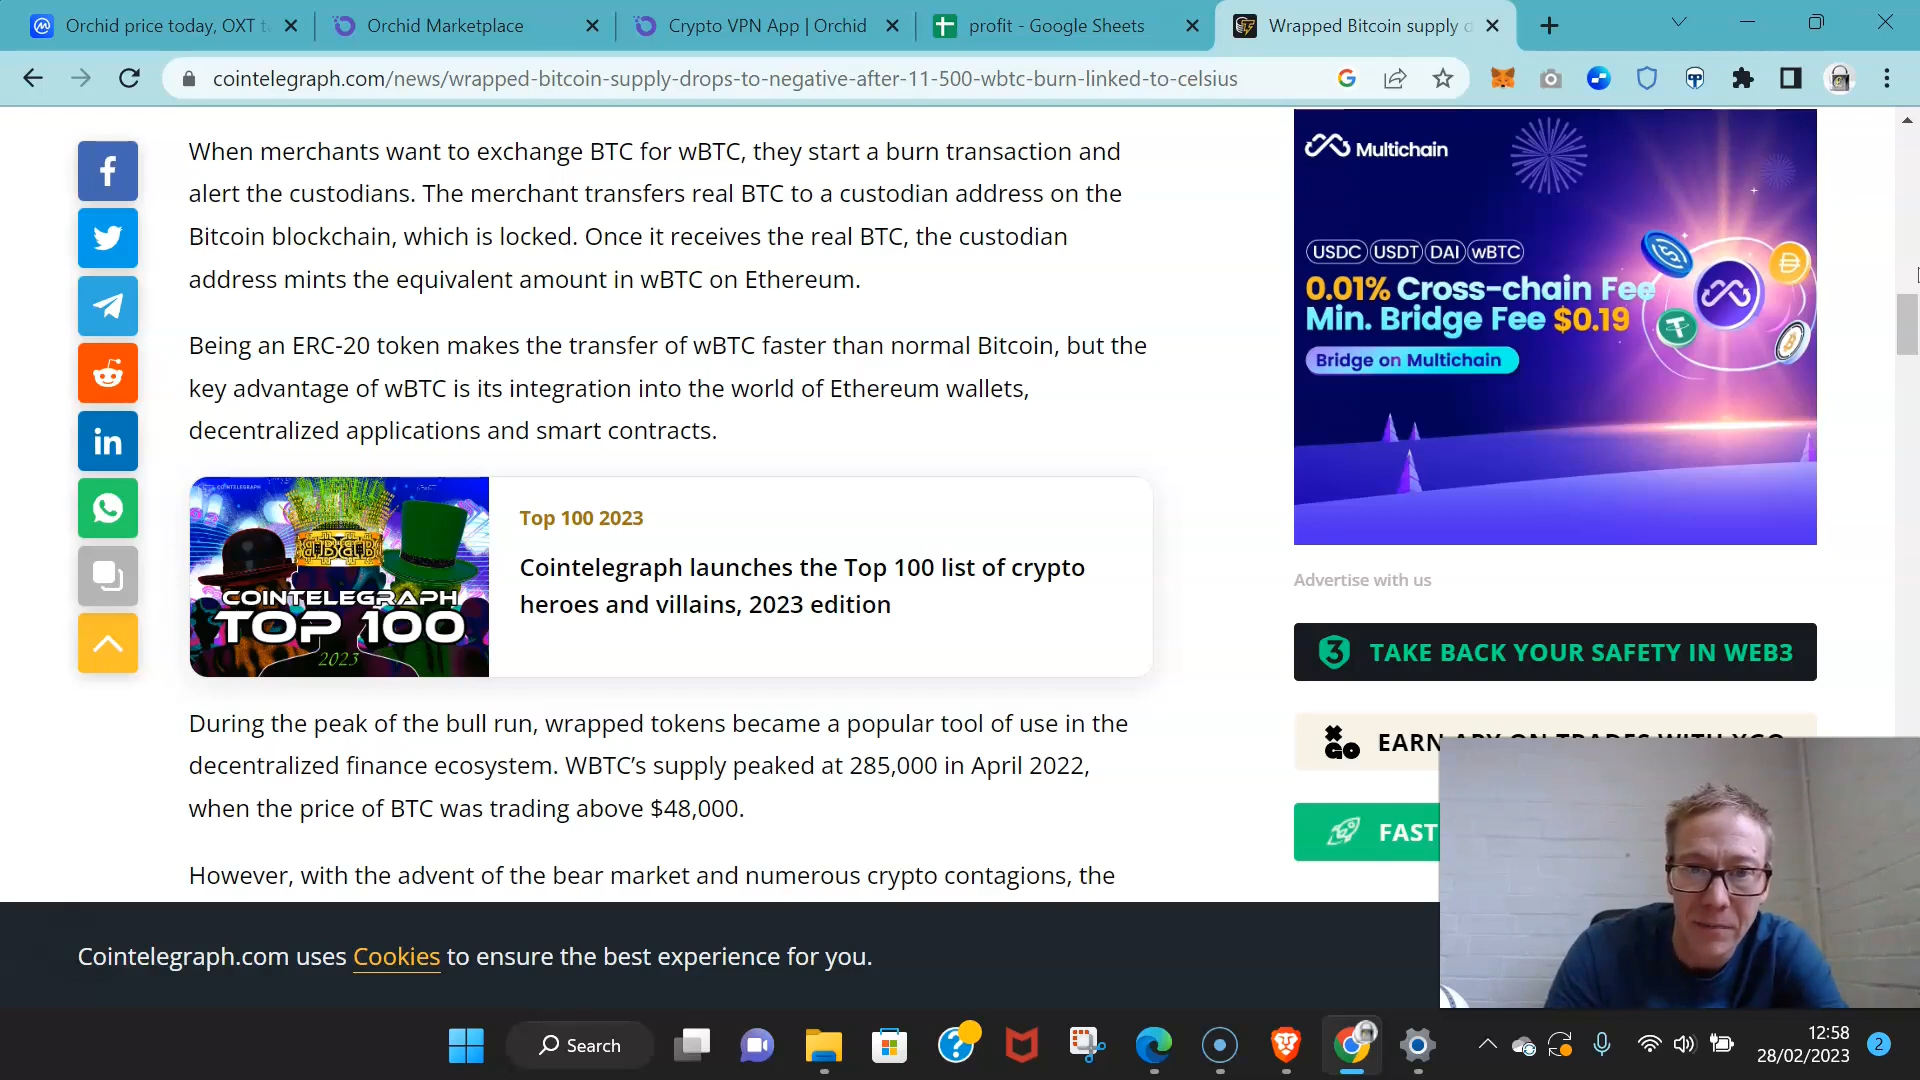 Orchid price today, OXT t
Orchid Marketplace
Crypto VPN App | Orchid
profit - Google Sheets
Wrapped Bitcoin supply d
cointelegraph.com/news/wrapped-bitcoin-supply-drops-to-negative-after-11-500-wbtc-burn-linked-to-celsius
When merchants want to exchange BTC for wBTC, they start a burn transaction and
alert the custodians. The merchant transfers real BTC to a custodian address on the
Bitcoin blockchain, which is locked. Once it receives the real BTC, the custodian
address mints the equivalent amount in wBTC on Ethereum.
Being an ERC-20 token makes the transfer of wBTC faster than normal Bitcoin, but the
key advantage of wBTC is its integration into the world of Ethereum wallets,
decentralized applications and smart contracts.
COINTELEGRAPH
COINTELEGRAPH
TOP 100
2023
Top 100 2023
Cointelegraph launches the Top 100 list of crypto
heroes and villains, 2023 edition
During the peak of the bull run, wrapped tokens became a popular tool of use in the
decentralized finance ecosystem. WBTC’s supply peaked at 285,000 in April 2022,
when the price of BTC was trading above $48,000.
However, with the advent of the bear market and numerous crypto contagions, the
Multichain
USDC USDT DAI wBTC
0.01% Cross-chain Fee
Min. Bridge Fee $0.19
Bridge on Multichain
Advertise with us
TAKE BACK YOUR SAFETY IN WEB3
GO
EARN APY ON TRADES WITH XGO
FAST
Cointelegraph.com uses Cookies to ensure the best experience for you.
Search
12:58
28/02/2023
2